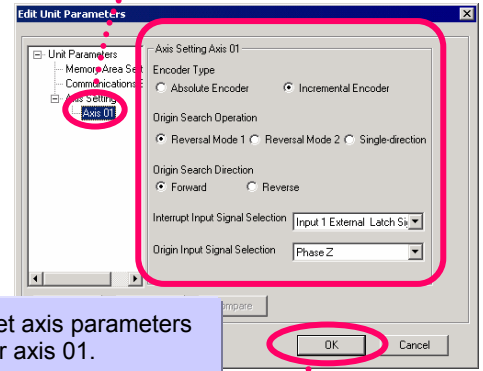 Edit Unit Parameters
Unit Parameters
Memory Area Sett
Communications
Axis Setting
Axis 01
Axis Setting Axis 01
Encoder Type
Absolute Encoder Incremental Encoder
Origin Search Operation
Reversal Mode 1 Reversal Mode 2 Single-direction
Origin Search Direction
Forward Reverse
Interrupt Input Signal Selection Input 1 External Latch Si
Origin Input Signal Selection Phase Z
mpare
et axis parameters
r axis 01.
OK Cancel